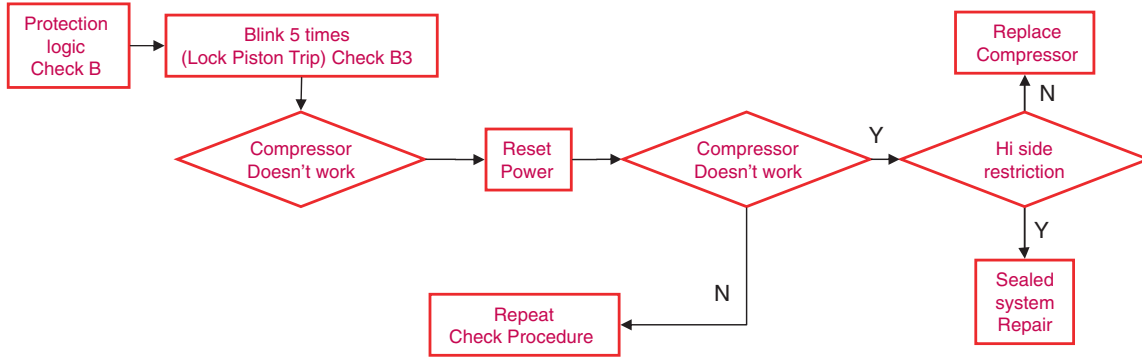 Protection
logic
Check B
Blink 5 times
(Lock Piston Trip) Check B3
Compressor
Doesn't work
Reset
Power
Compressor
Doesn't work
Y
Hi side
restriction
N
Replace
Compressor
Y
Sealed
system
Repair
N
Repeat
Check Procedure